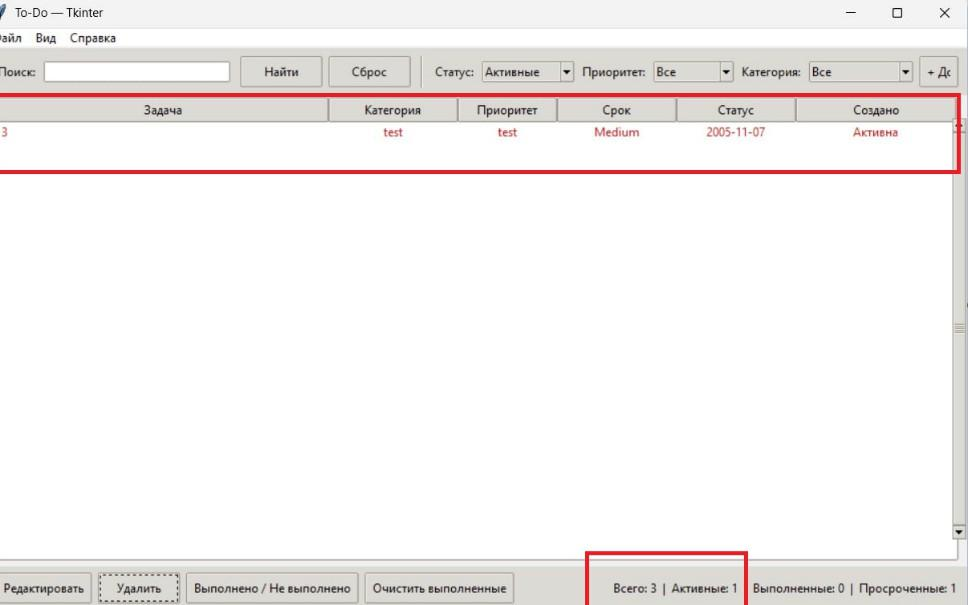 To-Do — Tkinter
айл Вид Справка
Поиск: Найти Сброс Статус: Активные Приоритет: Все Категория: Все + До
Задача Категория Приоритет Срок Статус Создано
3 test test Medium 2005-11-07 Активна
Редактировать Удалить Выполнено / Не выполнено Очистить выполненные Всего: 3 | Активные: 1 Выполненные: 0 | Просроченные: 1